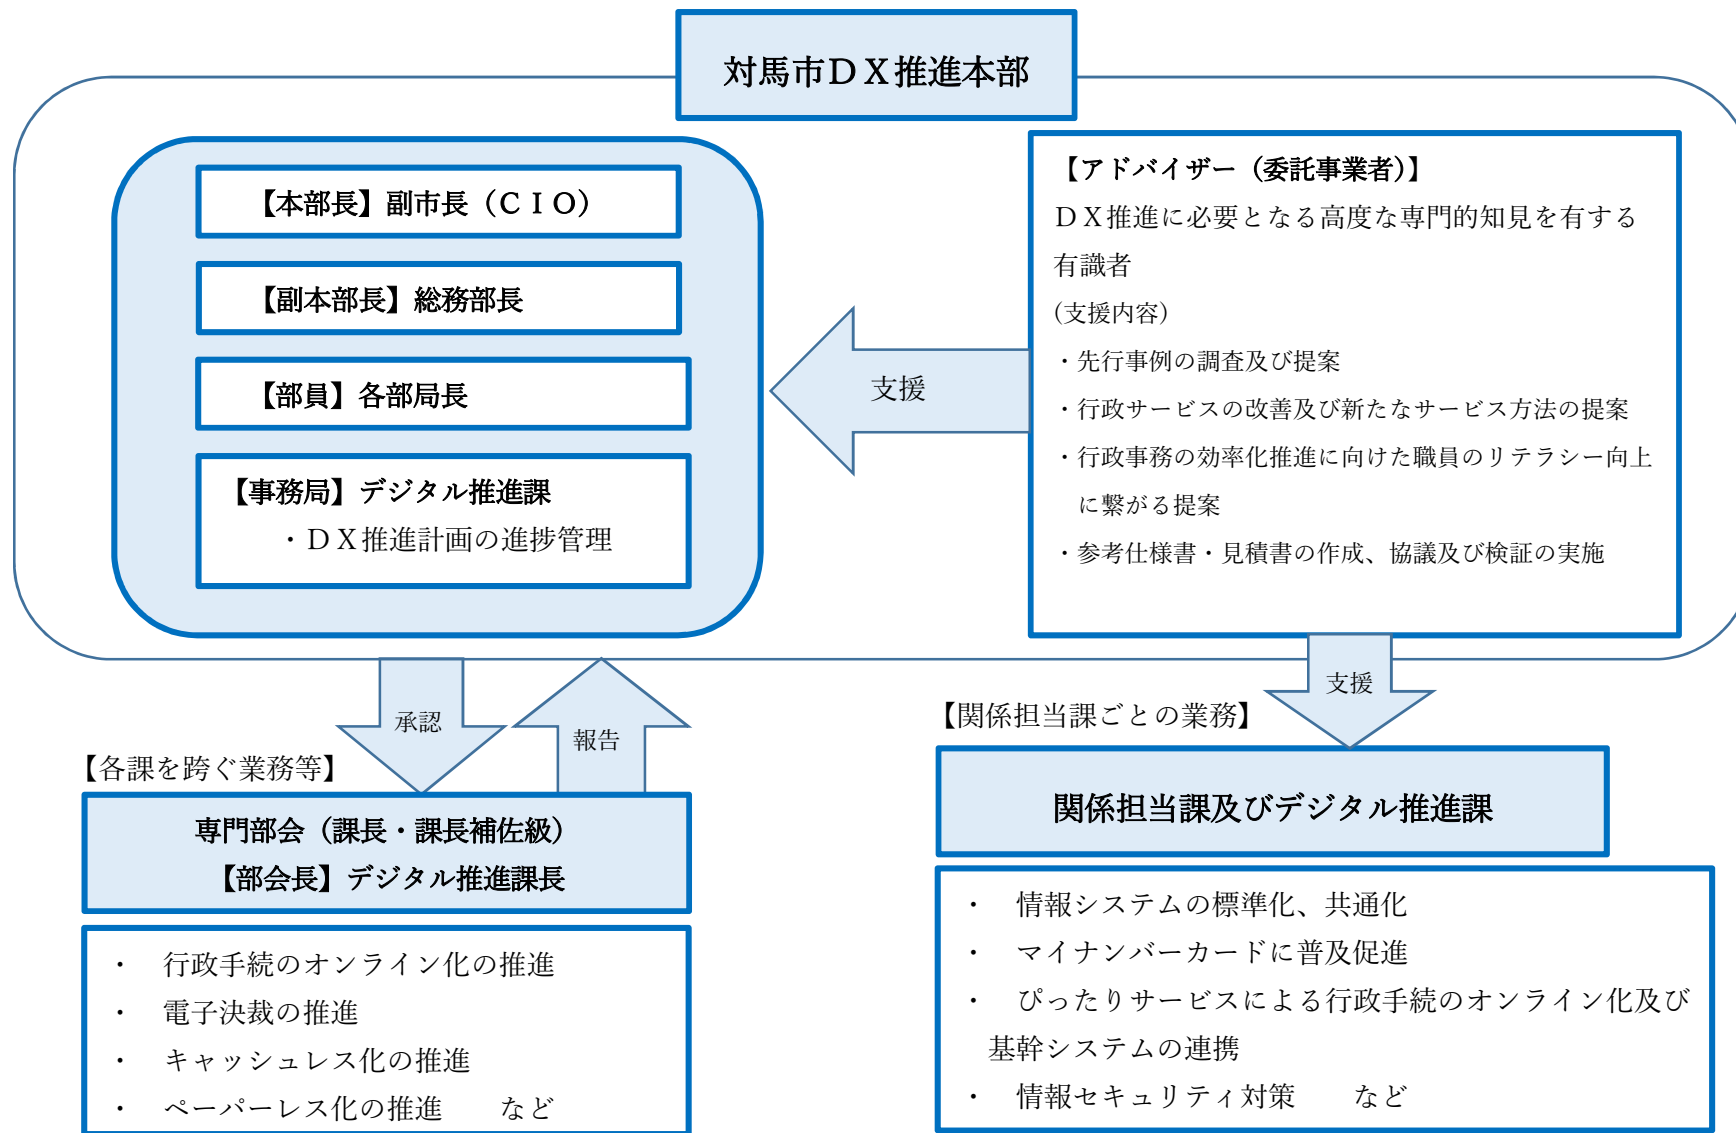 対馬市ＤＸ推進本部
【本部長】副市長（ＣＩＯ）
【副本部長】総務部長
【部員】各部局長
【事務局】デジタル推進課
・ＤＸ推進計画の進捗管理
支援
【アドバイザー（委託事業者）】
ＤＸ推進に必要となる高度な専門的知見を有する
有識者
(支援内容)
・先行事例の調査及び提案
・行政サービスの改善及び新たなサービス方法の提案
・行政事務の効率化推進に向けた職員のリテラシー向上
に繋がる提案
・参考仕様書・見積書の作成、協議及び検証の実施
承認
報告
【各課を跨ぐ業務等】
専門部会（課長・課長補佐級）
【部会長】デジタル推進課長
・　行政手続のオンライン化の推進
・　電子決裁の推進
・　キャッシュレス化の推進
・　ペーパーレス化の推進　　など
支援
【関係担当課ごとの業務】
関係担当課及びデジタル推進課
・　情報システムの標準化、共通化
・　マイナンバーカードに普及促進
・　ぴったりサービスによる行政手続のオンライン化及び
基幹システムの連携
・　情報セキュリティ対策　　など